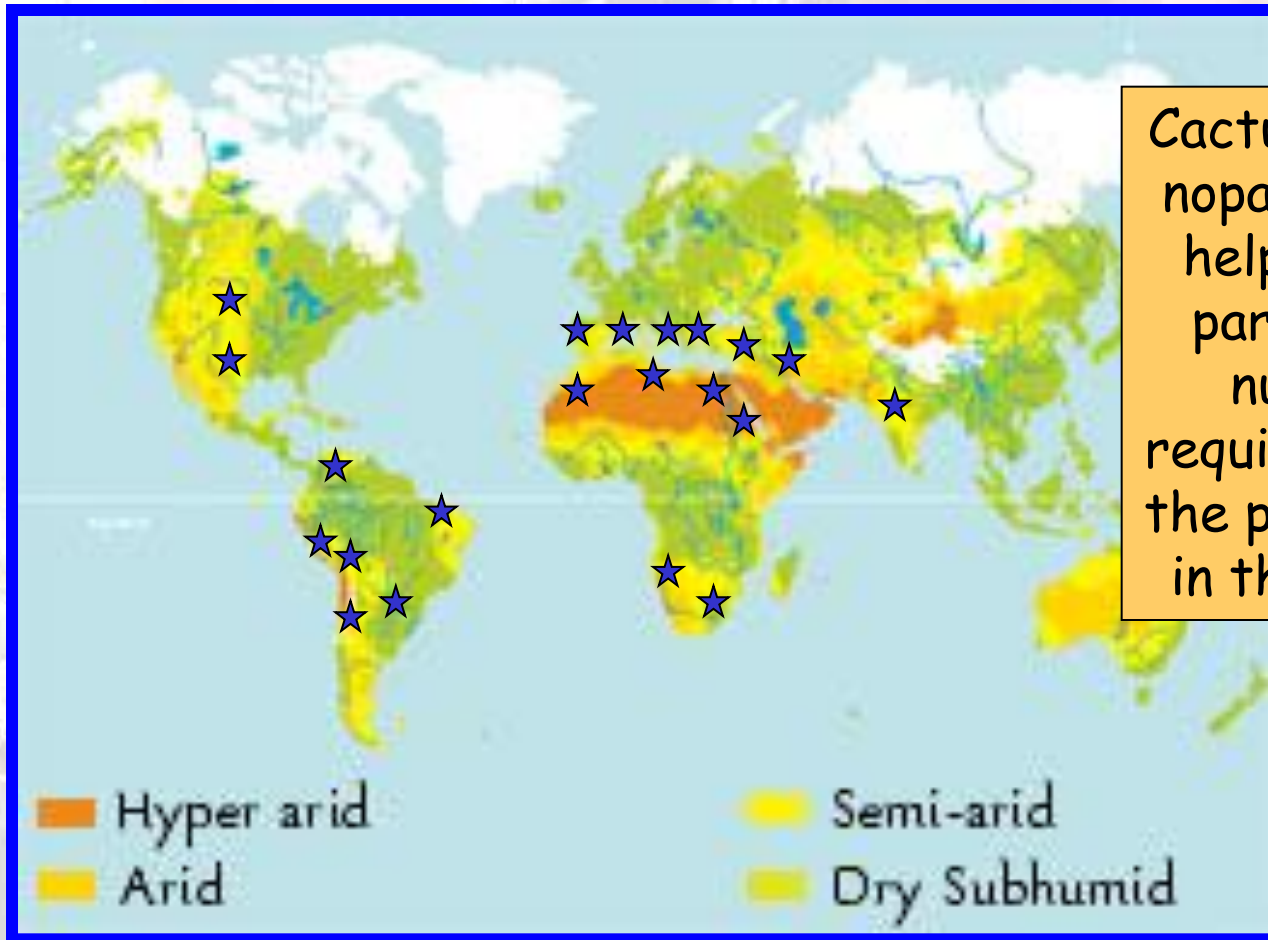 Cactu
nopa
help
par
nu
requi
the p
in th
Hyper arid
Semi-arid
Arid
Dry Subhumid